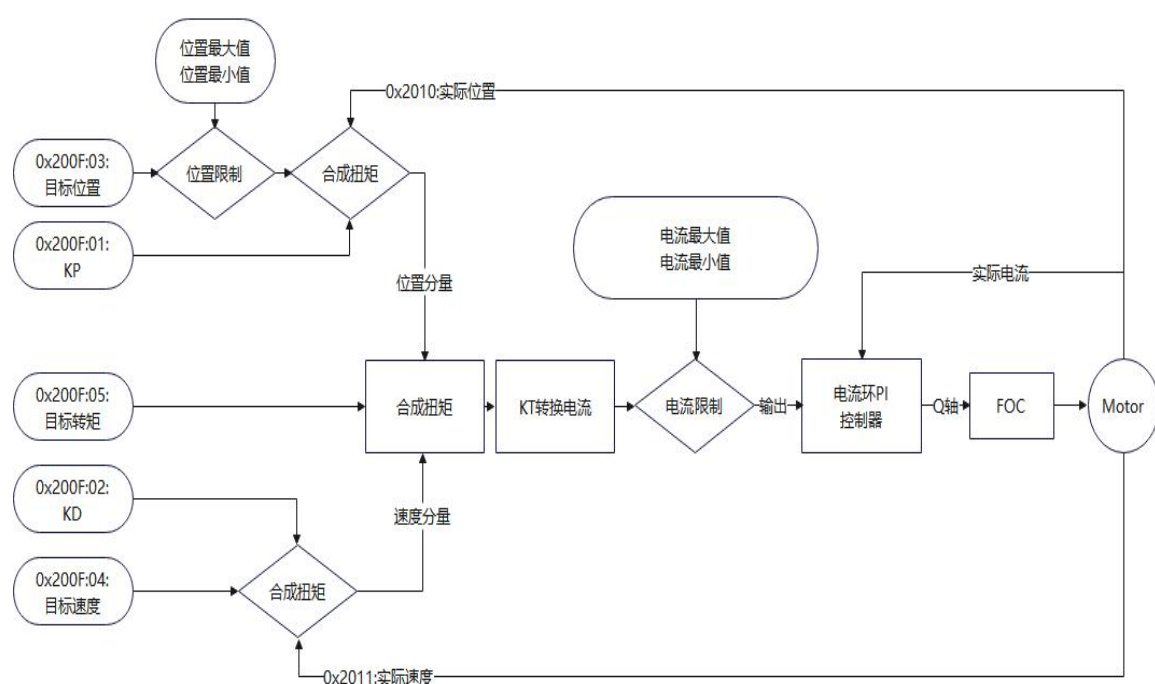 位置最大值
位置最小值
0x2010:实际位置
0x200F:03:
目标位置
位置限制
合成扭矩
0x200F:01:
KP
位置分量
电流最大值
电流最小值
实际电流
0x200F:05:
目标转矩
合成扭矩
KT转换电流
电流限制
输出
电流环PI
控制器
Q轴
FOC
Motor
0x200F:02:
KD
速度分量
0x200F:04:
目标速度
合成扭矩
0x2011:实际速度